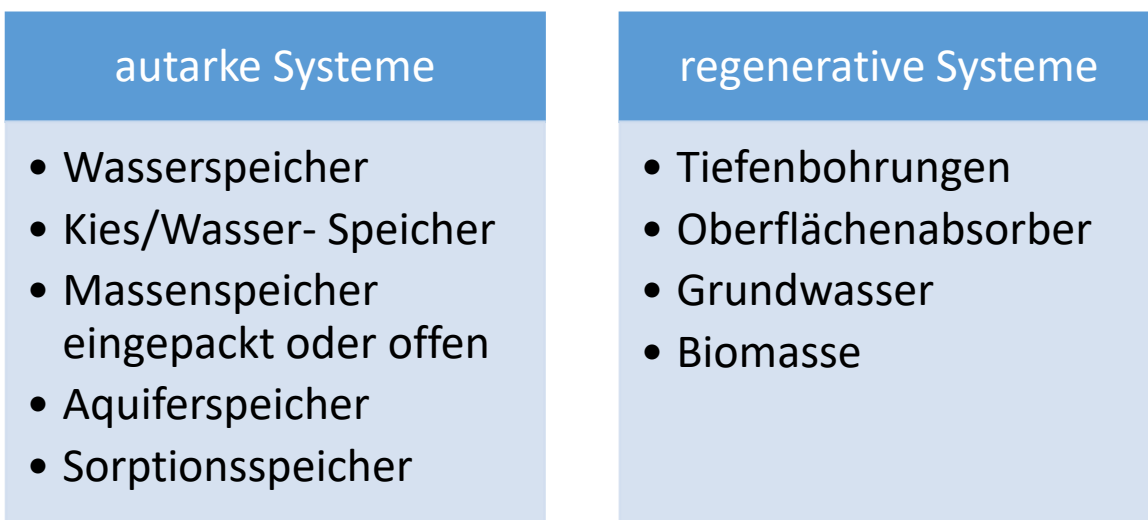 autarke Systeme
• Wasserspeicher
• Kies/Wasser- Speicher
• Massenspeicher
eingepackt oder offen
• Aquiferspeicher
• Sorptionsspeicher
regenerative Systeme
• Tiefenbohrungen
• Oberflächenabsorber
• Grundwasser
• Biomasse